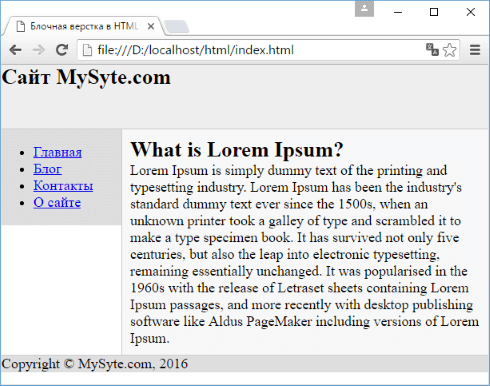 Блочная верстка в HTML
file:///D:/localhost/html/index.html
Сайт MySyte.com
Главная
Блог
Контакты
О сайте
What is Lorem Ipsum?
Lorem Ipsum is simply dummy text of the printing and
typesetting industry. Lorem Ipsum has been the industry's
standard dummy text ever since the 1500s, when an
unknown printer took a galley of type and scrambled it to
make a type specimen book. It has survived not only five
centuries, but also the leap into electronic typesetting,
remaining essentially unchanged. It was popularised in the
1960s with the release of Letraset sheets containing Lorem
Ipsum passages, and more recently with desktop publishing
software like Aldus PageMaker including versions of Lorem
Ipsum.
Copyright © MySyte.com, 2016